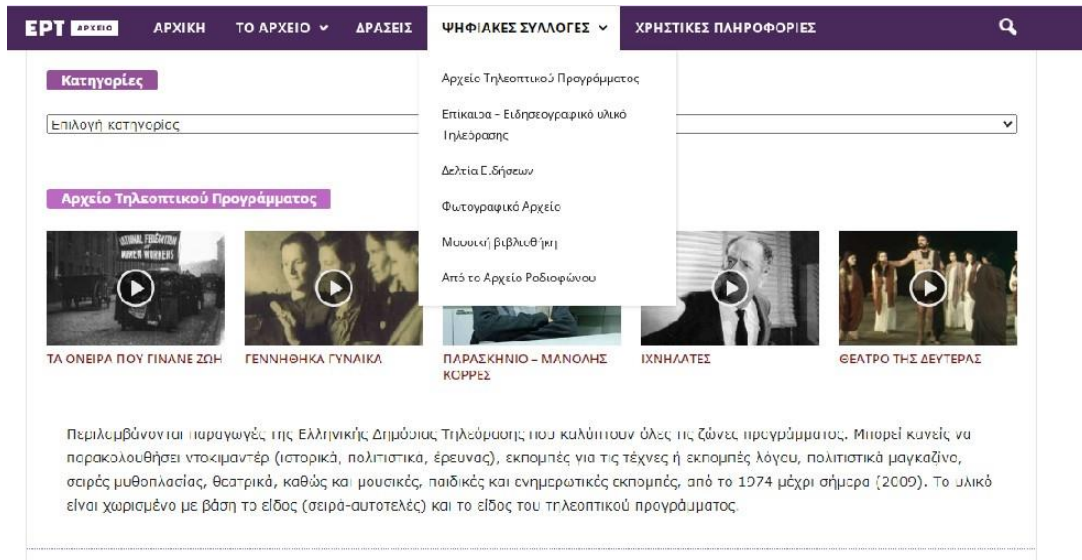 ΕΡΤ ΑΡΧΕΙΟ ΑΡΧΙΚΗ ΤΟ ΑΡΧΕΙΟ ΔΡΑΣΕΙΣ ΨΗΦΙΑΚΕΣ ΣΥΛΛΟΓΕΣ ΧΡΗΣΤΙΚΕΣ ΠΛΗΡΟΦΟΡΙΕΣ
Κατηγορίες
Επιλογή κατηγορίας
Αρχείο Τηλεοπτικού Προγράμματος
Επίκαιρα – Ειδησεογραφικό υλικό
Τηλεόρασης
Δελτία Ειδήσεων
Φωτογραφικό Αρχείο
Μουσική βιβλιοθήκη
Από το Αρχείο Ραδιοφώνου
Αρχείο Τηλεοπτικού Προγράμματος
NATIONAL FEDERATION
WOMEN WORKERS
ΤΑ ΟΝΕΙΡΑ ΠΟΥ ΓΙΝΑΝΕ ΖΩΗ
ΓΕΝΝΗΘΗΚΑ ΓΥΝΑΙΚΑ
ΠΑΡΑΣΚΗΝΙΟ – ΜΑΝΟΛΗΣ
ΚΟΡΡΕΣ
ΙΧΝΗΛΑΤΕΣ
ΘΕΑΤΡΟ ΤΗΣ ΔΕΥΤΕΡΑΣ
Περιλαμβάνονται παραγωγές της Ελληνικής Δημόσιας Τηλεόρασης που καλύπτουν όλες τις ζώνες προγράμματος. Μπορεί κανείς να
παρακολουθήσει ντοκιμαντέρ (ιστορικά, πολιτιστικά, έρευνας), εκπομπές για τις τέχνες ή εκπομπές λόγου, πολιτιστικά μαγκαζίνο,
σειρές μυθοπλασίας, θεατρικά, καθώς και μουσικές, παιδικές και ενημερωτικές εκπομπές, από το 1974 μέχρι σήμερα (2009). Το υλικό
είναι χωρισμένο με βάση το είδος (σειρά-αυτοτελές) και το είδος του τηλεοπτικού προγράμματος.